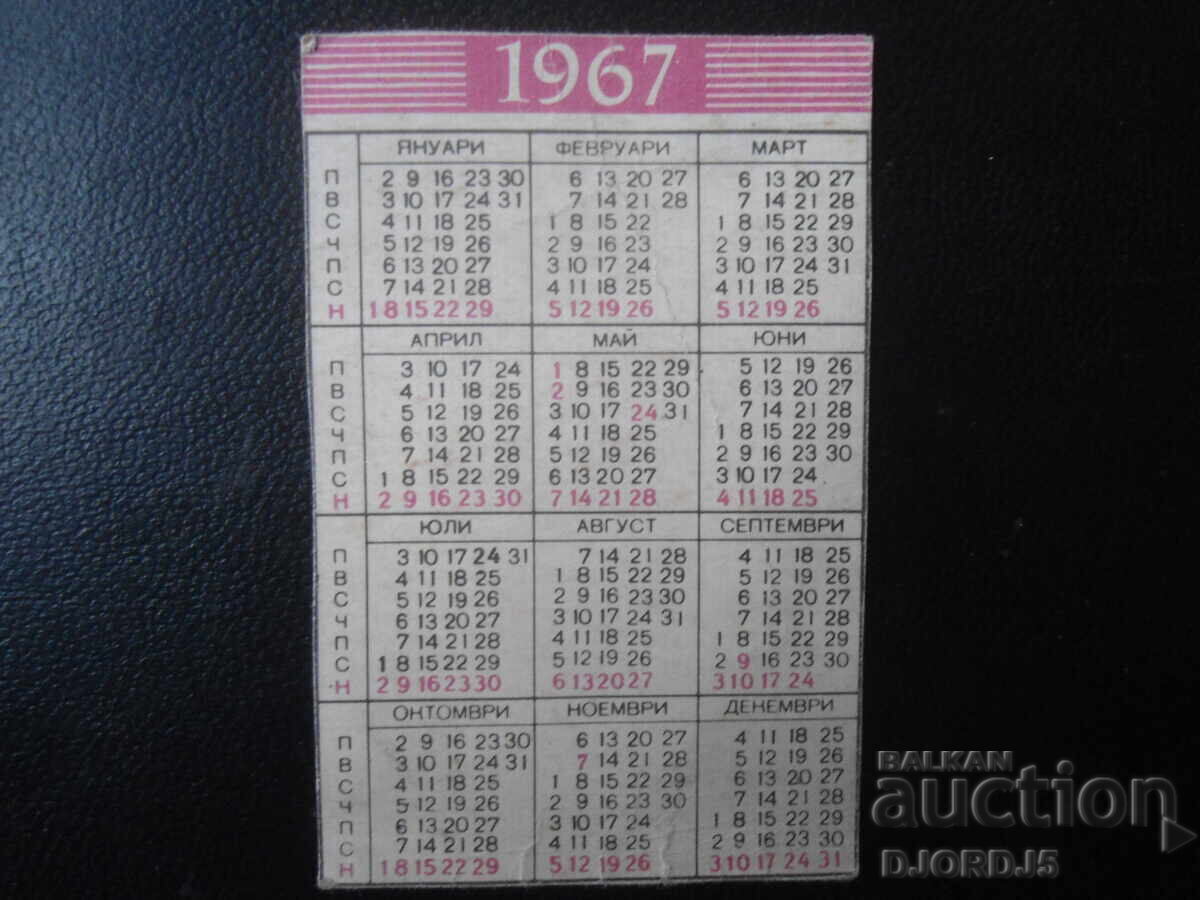 1967
ЯНУАРИ ФЕВРУАРИ МАРТ
П 2 9 16 23 30 6 13 20 27 6 13 20 27
В 3 10 17 24 31 7 14 21 28 7 14 21 28
С 4 11 18 25 1 8 15 22 1 8 15 22 29
Ч 5 12 19 26 2 9 16 23 2 9 16 23 30
П 6 13 20 27 3 10 17 24 3 10 17 24 31
С 7 14 21 28 4 11 18 25 4 11 18 25
Н 1 8 15 22 29 5 12 19 26 5 12 19 26
АПРИЛ МАЙ ЮНИ
П 3 10 17 24 1 8 15 22 29 5 12 19 26
В 4 11 18 25 2 9 16 23 30 6 13 20 27
С 5 12 19 26 3 10 17 24 31 7 14 21 28
Ч 6 13 20 27 4 11 18 25 1 8 15 22 29
П 7 14 21 28 5 12 19 26 2 9 16 23 30
С 1 8 15 22 29 6 13 20 27 3 10 17 24
Н 2 9 16 23 30 7 14 21 28 4 11 18 25
ЮЛИ АВГУСТ СЕПТЕМВРИ
П 3 10 17 24 31 7 14 21 28 4 11 18 25
В 4 11 18 25 1 8 15 22 29 5 12 19 26
С 5 12 19 26 2 9 16 23 30 6 13 20 27
Ч 6 13 20 27 3 10 17 24 31 7 14 21 28
П 7 14 21 28 4 11 18 25 1 8 15 22 29
С 1 8 15 22 29 5 12 19 26 2 9 16 23 30
Н 2 9 16 23 30 6 13 20 27 3 10 17 24
ОКТОМВРИ НОЕМВРИ ДЕКЕМВРИ
П 2 9 16 23 30 6 13 20 27 4 11 18 25
В 3 10 17 24 31 7 14 21 28 5 12 19 26
С 4 11 18 25 1 8 15 22 29 6 13 20 27
Ч 5 12 19 26 2 9 16 23 30 7 14 21 28
П 6 13 20 27 3 10 17 24 1 8 15 22 29
С 7 14 21 28 4 11 18 25 2 9 16 23 30
Н 1 8 15 22 29 5 12 19 26 3 10 17 24 31
BALKAN
auction
DJORDJ5